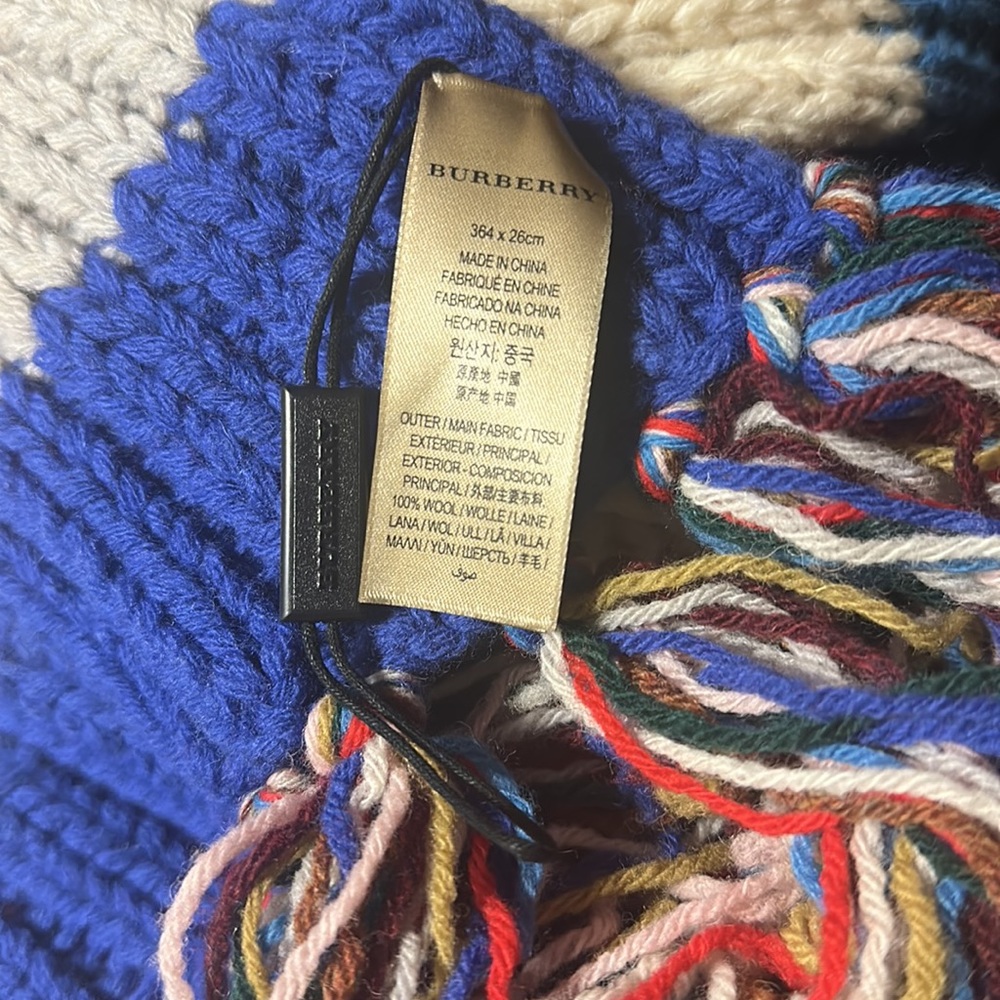 BURBERRY
364 x 26cm
MADE IN CHINA
FABRIQUÉ EN CHINE
FABRICADO NA CHINA
HECHO EN CHINA
원산지: 중국
原產地 中國
原产地 中国
OUTER / MAIN FABRIC / TISSU
EXTERIEUR / PRINCIPAL /
EXTERIOR - COMPOSICION
PRINCIPAL / 外部/主要布料
100% WOOL / WOLLE / LAINE /
LANA / WOL / ULL / LÃ / VILLA /
ΜΑΛΛΙ / YÜN / ШЕРСТЬ / 羊毛 /
صوف
BURBERRY